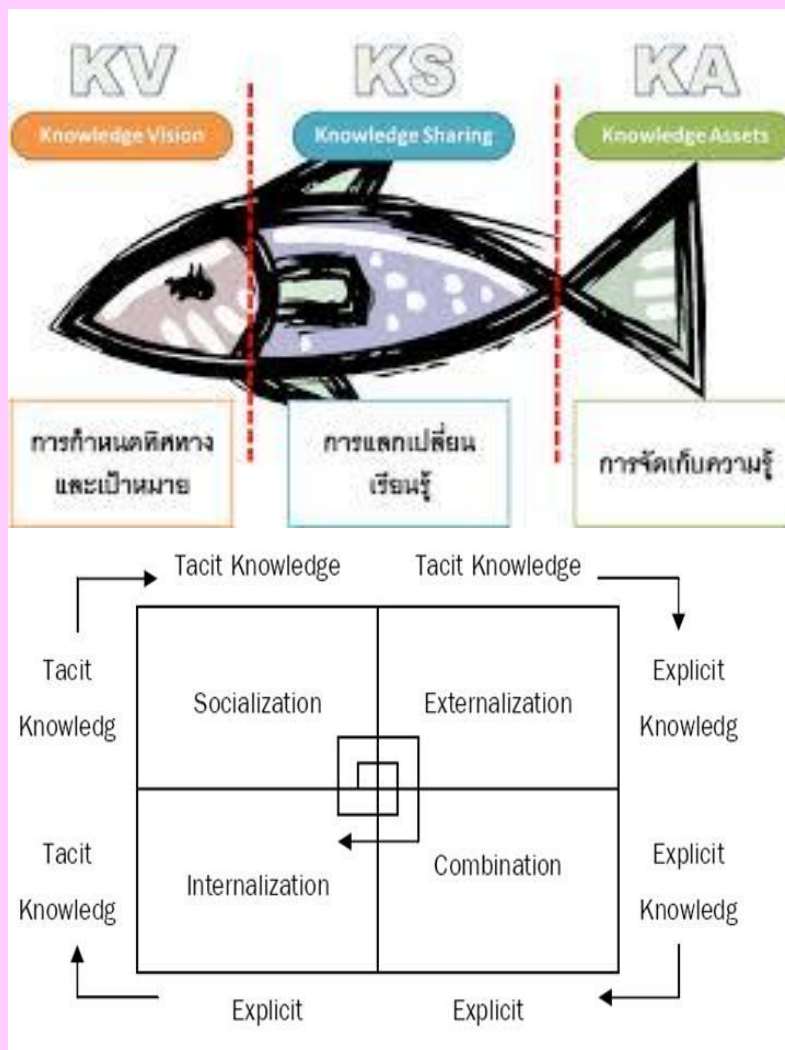 KV
KS
KA
Knowledge Vision
Knowledge Sharing
Knowledge Assets
การกำหนดทิศทาง
และเป้าหมาย
การแลกเปลี่ยน
เรียนรู้
การจัดเก็บความรู้
Tacit Knowledge
Tacit Knowledge
Tacit
Knowledg
Socialization
Externalization
Explicit
Knowledg
Tacit
Knowledg
Internalization
Combination
Explicit
Knowledg
Explicit
Explicit